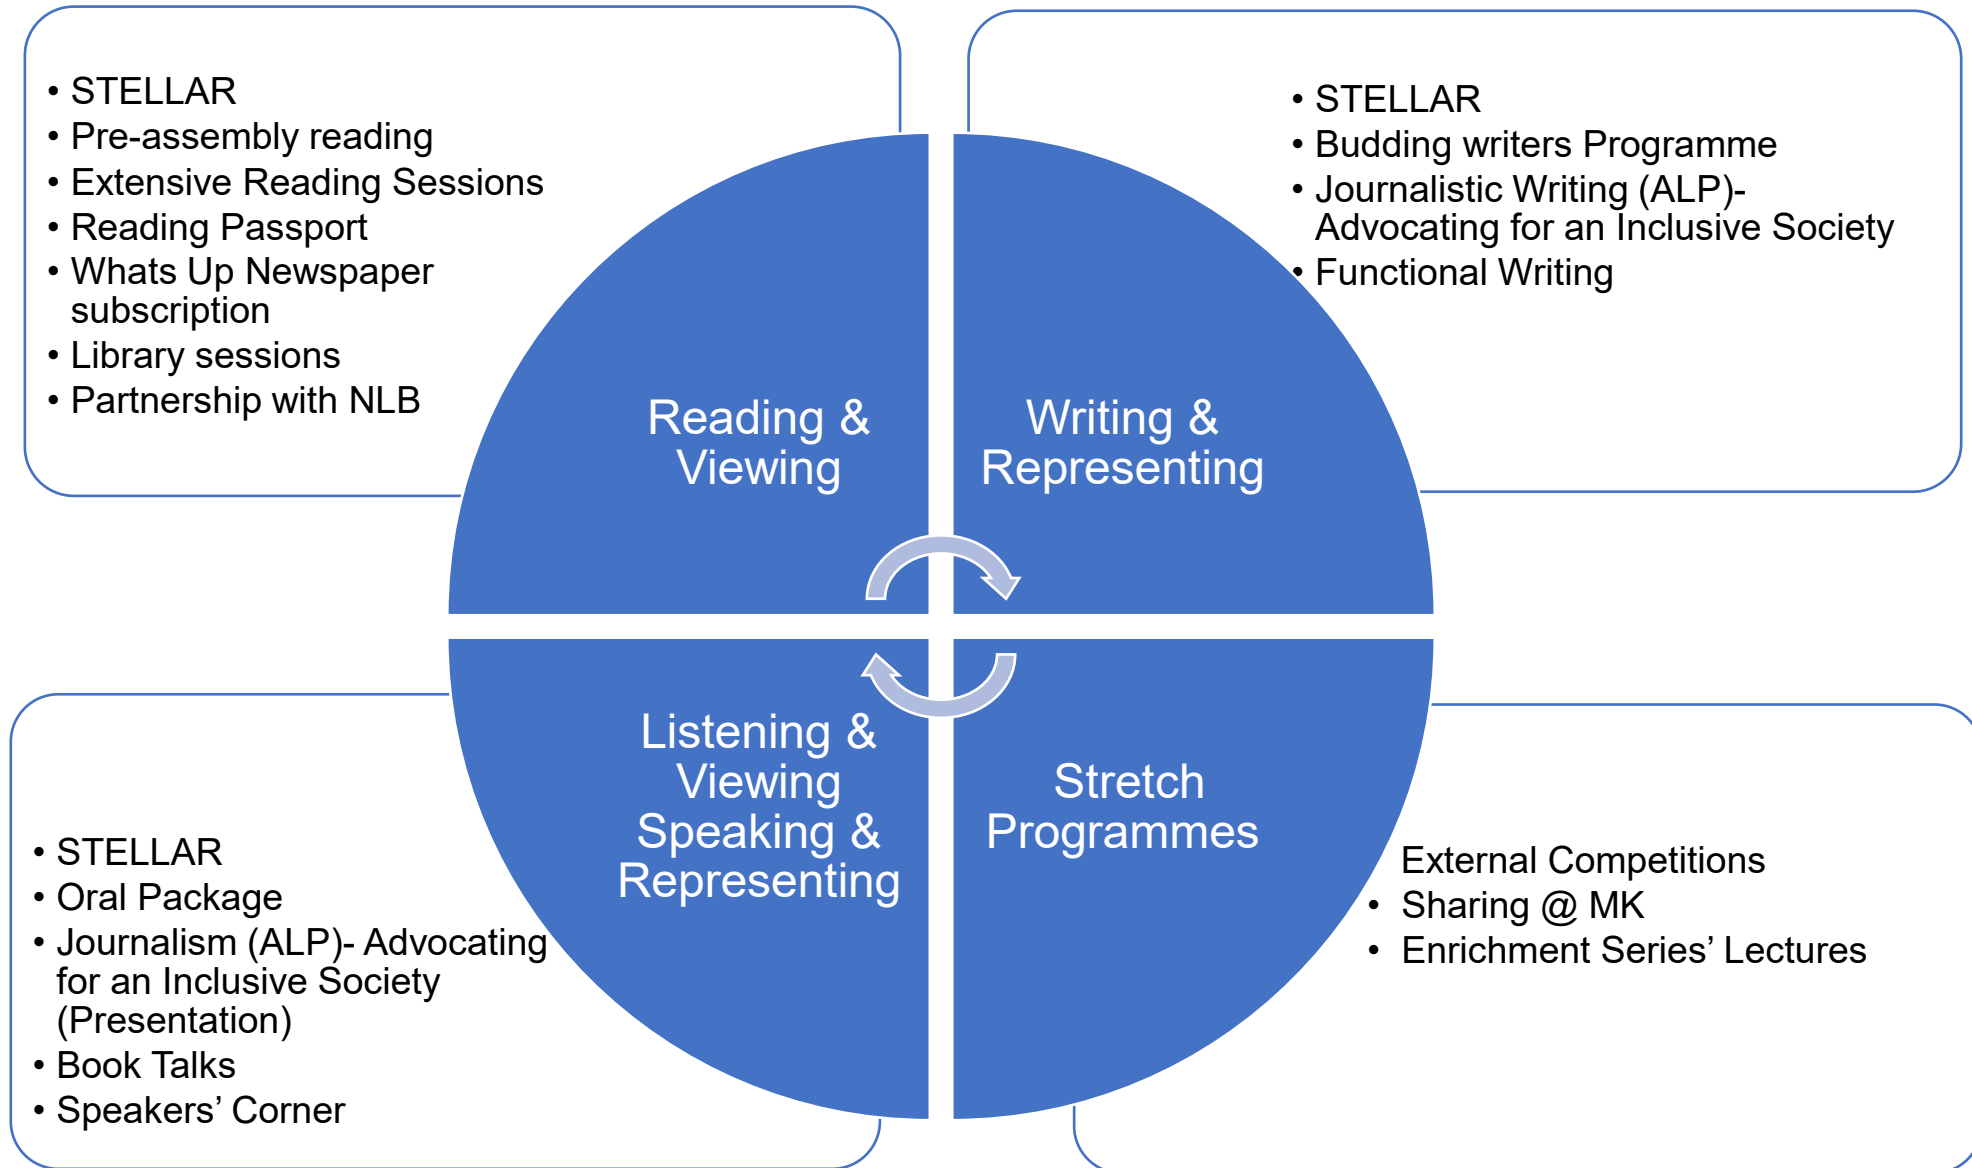 • STELLAR
• Pre-assembly reading
• Extensive Reading Sessions
• Reading Passport
• Whats Up Newspaper
subscription
• Library sessions
• Partnership with NLB
• STELLAR
• Budding writers Programme
• Journalistic Writing (ALP)-
Advocating for an Inclusive Society
• Functional Writing
Reading &
Viewing
Writing &
Representing
Listening &
Viewing
Speaking &
Representing
Stretch
Programmes
• STELLAR
• Oral Package
• Journalism (ALP)- Advocating
for an Inclusive Society
(Presentation)
• Book Talks
• Speakers’ Corner
External Competitions
• Sharing @ MK
• Enrichment Series’ Lectures